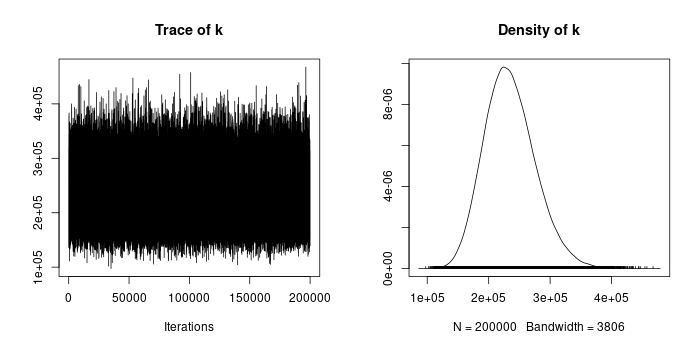 Trace of k
4e+05
3e+05
2e+05
1e+05
0 50000 100000 150000 200000
Iterations
Density of k
8e-06
4e-06
0e+00
1e+05 2e+05 3e+05 4e+05
N = 200000 Bandwidth = 3806